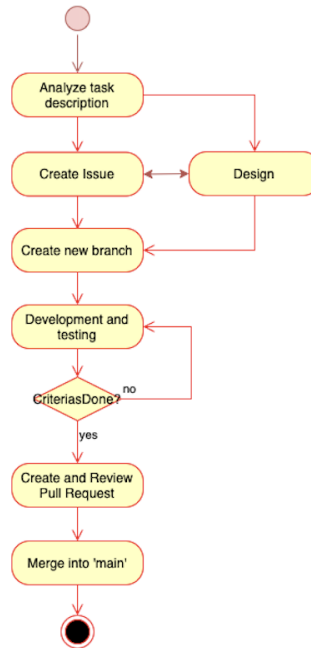 Analyze task
description
Create Issue
Design
Create new branch
Development and
testing
CriteriasDone?
no
yes
Create and Review
Pull Request
Merge into 'main'